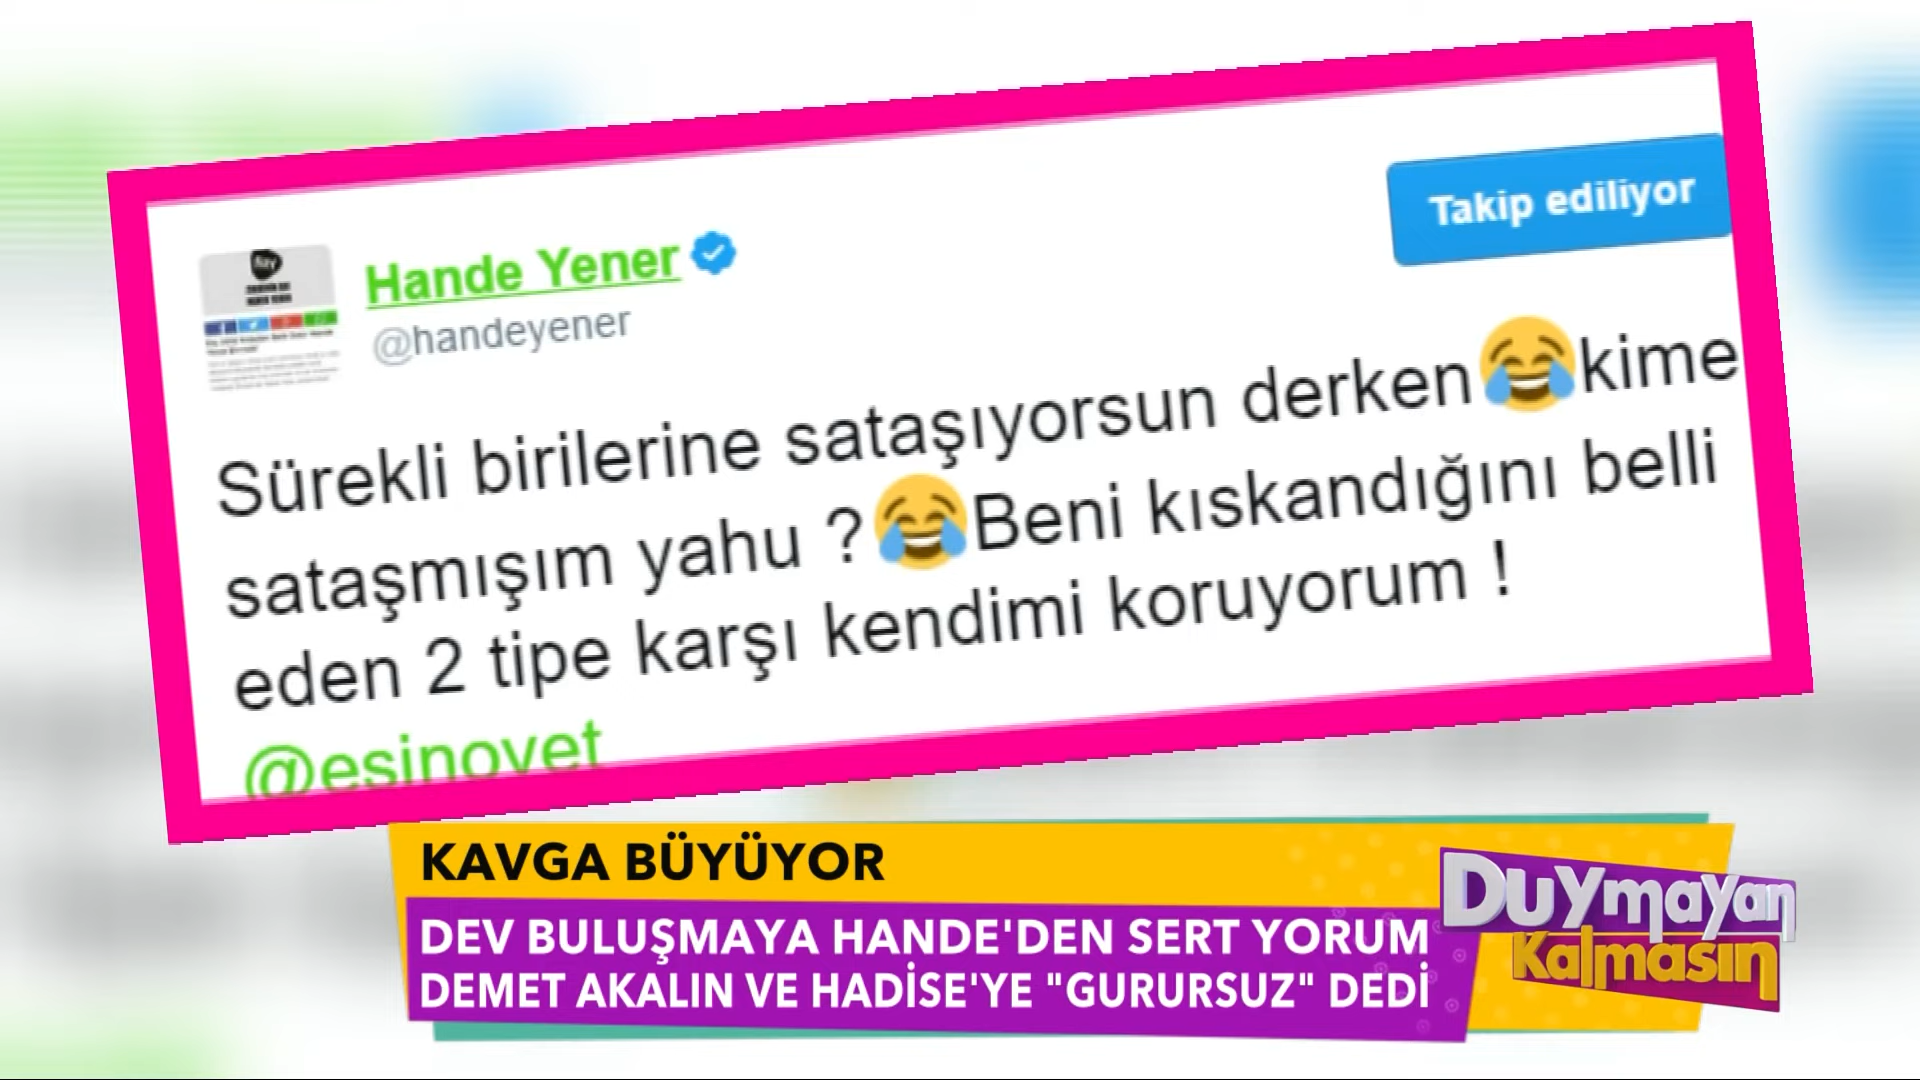 Hande Yener
@handeyener
Takip ediliyor
Sürekli birilerine sataşıyorsun derken😂kime
sataşmışım yahu ?😂Beni kıskandığını belli
eden 2 tipe karşı kendimi koruyorum !
@esinovet
KAVGA BÜYÜYOR
DEV BULUŞMAYA HANDE'DEN SERT YORUM
DEMET AKALIN VE HADİSE'YE "GURURSUZ" DEDİ
Duymayan
Kalmasın